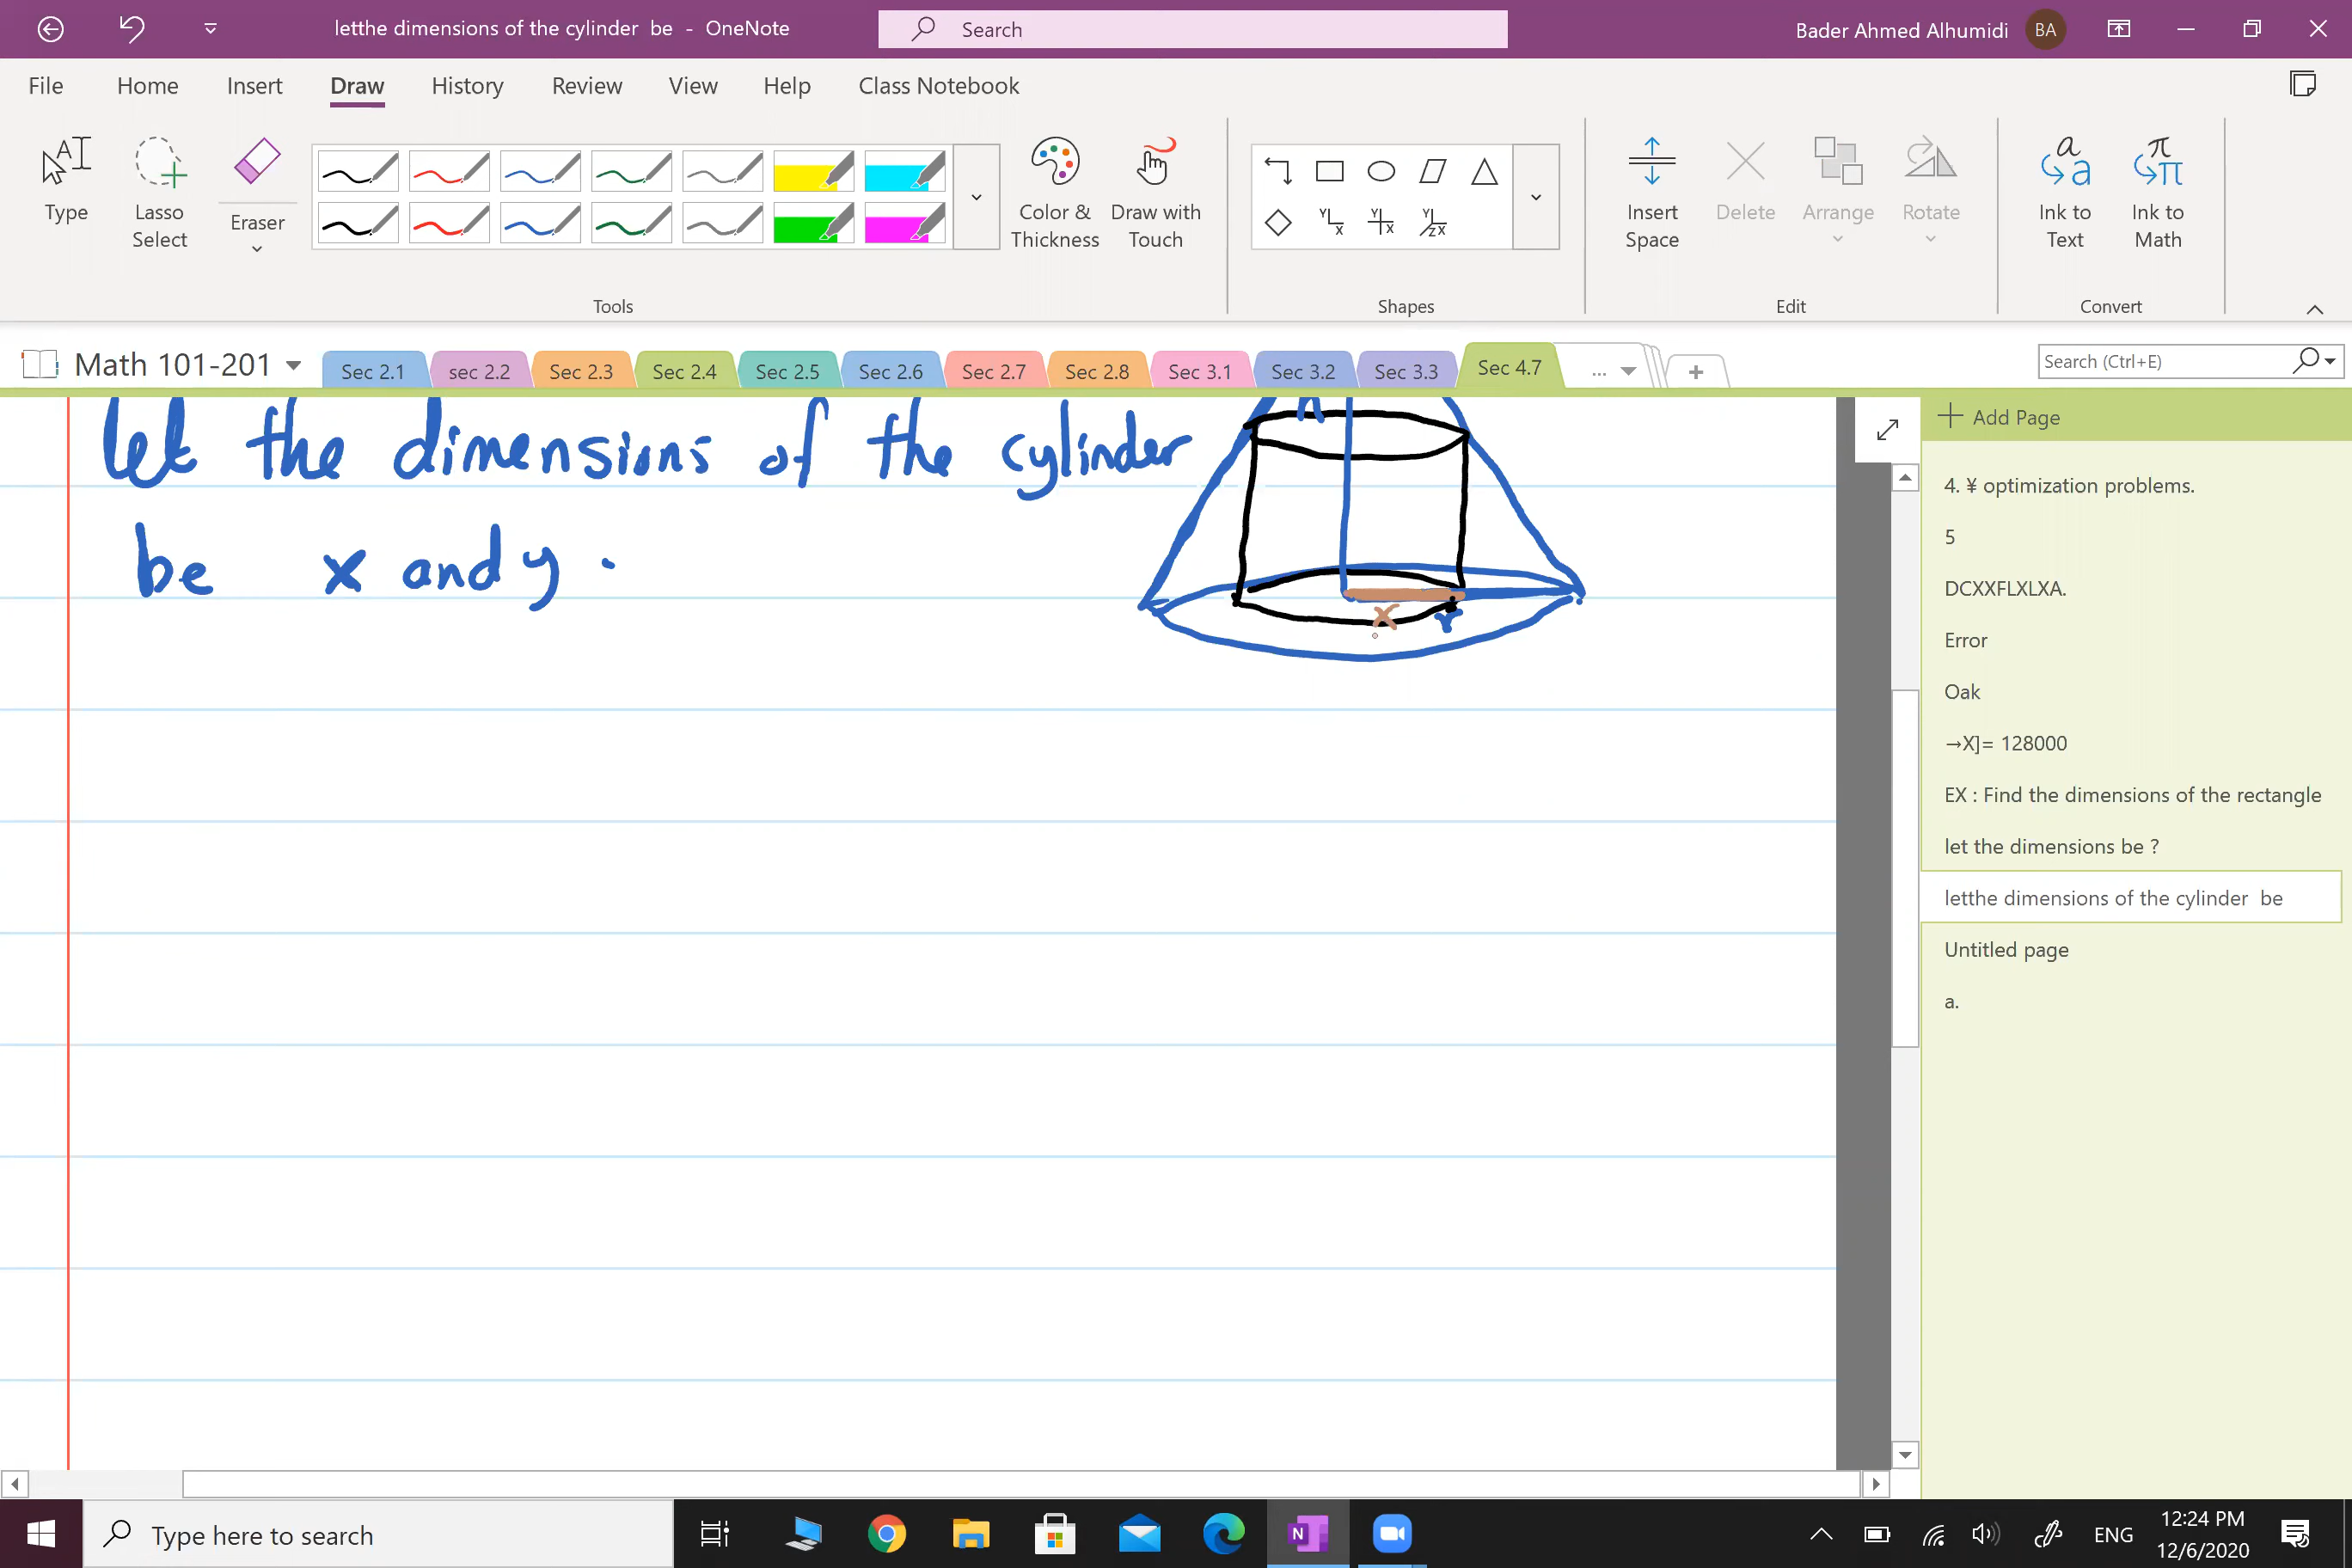 letthe dimensions of the cylinder be - OneNote
Search
Bader Ahmed Alhumidi
BA
File Home Insert Draw History Review View Help Class Notebook
Type
Lasso Select
Eraser
Color & Thickness
Draw with Touch
Insert Space
Delete
Arrange
Rotate
Ink to Text
Ink to Math
Tools
Shapes
Edit
Convert
Math 101-201
Sec 2.1
sec 2.2
Sec 2.3
Sec 2.4
Sec 2.5
Sec 2.6
Sec 2.7
Sec 2.8
Sec 3.1
Sec 3.2
Sec 3.3
Sec 4.7
...
Search (Ctrl+E)
let the dimensions of the cylinder
be x and y .
h
x
r
Add Page
4. ¥ optimization problems.
5
DCXXFLXLXA.
Error
Oak
→X]= 128000
EX : Find the dimensions of the rectangle
let the dimensions be ?
letthe dimensions of the cylinder be
Untitled page
a.
Type here to search
ENG
12:24 PM
12/6/2020